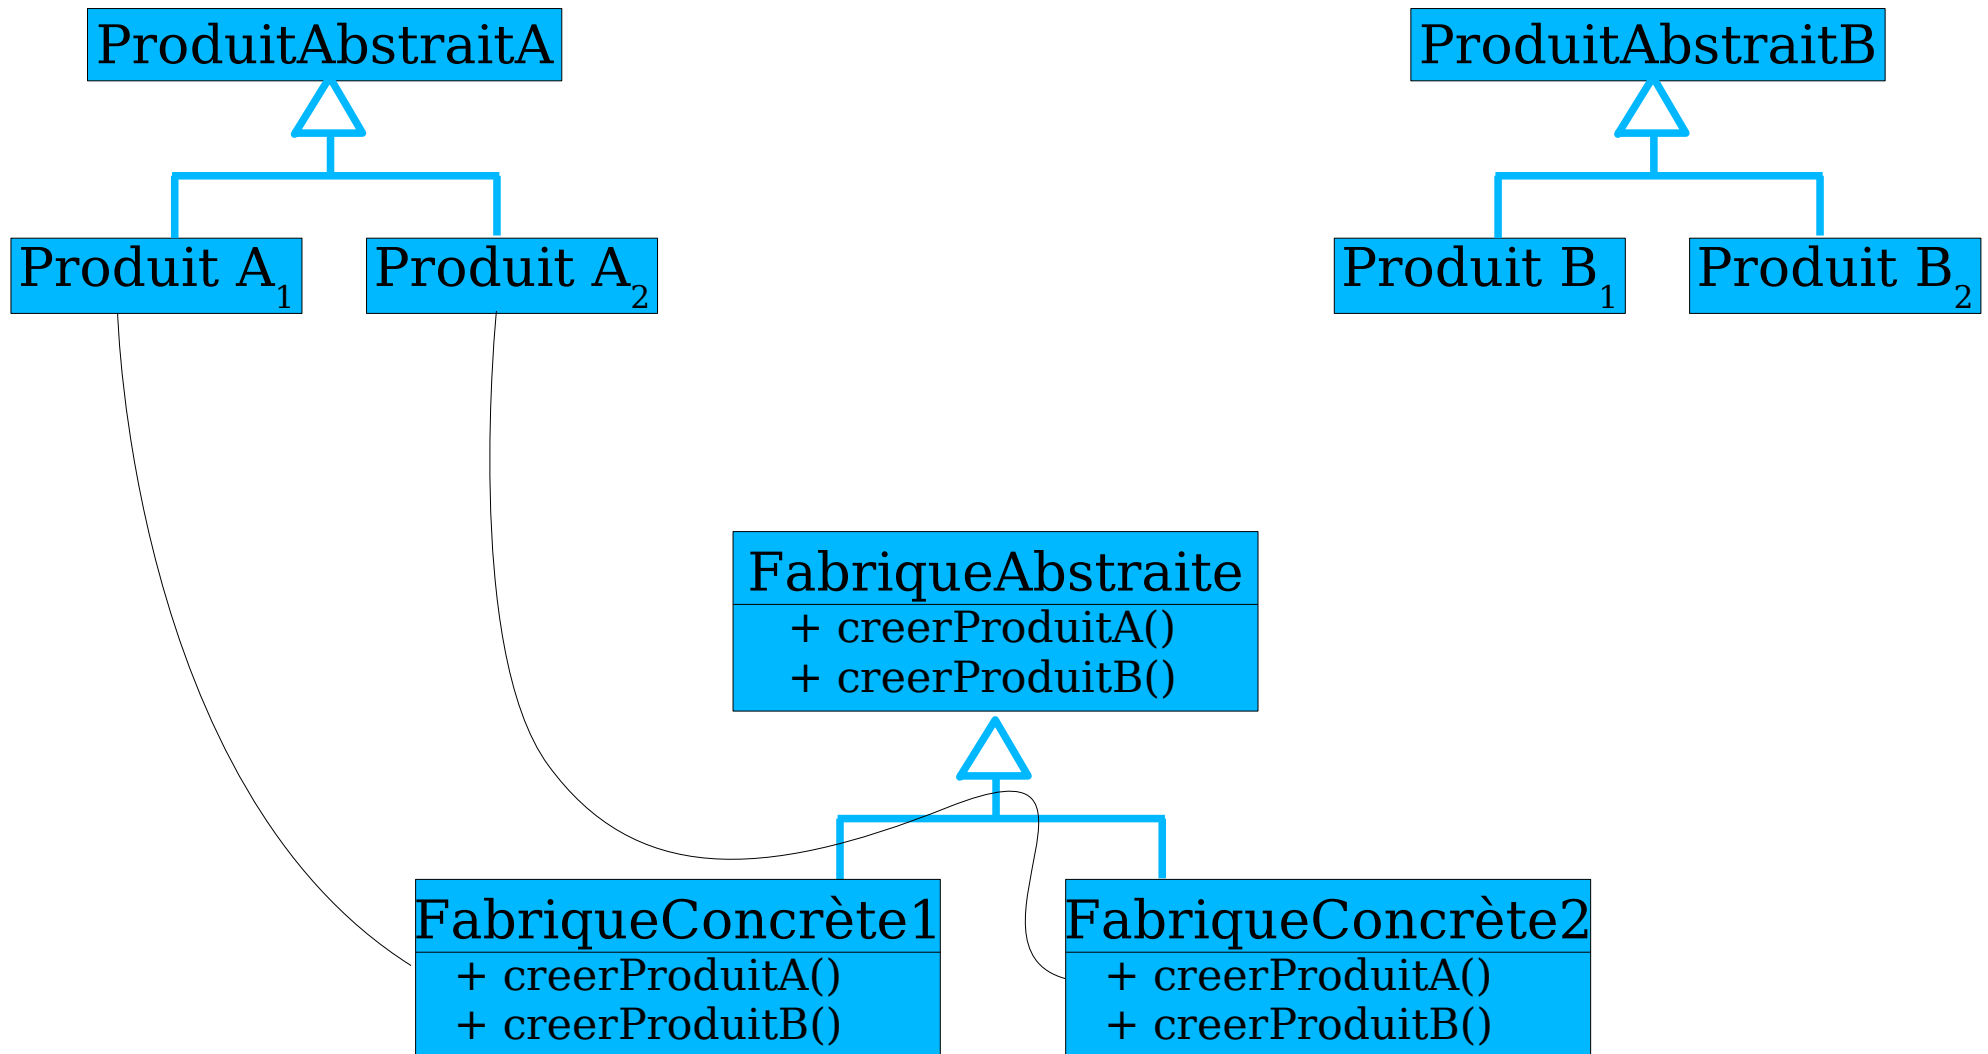 ProduitAbstraitA
ProduitAbstraitB
Produit A₁
Produit A₂
Produit B₁
Produit B₂
FabriqueAbstraite
+ creerProduitA()
+ creerProduitB()
FabriqueConcrète1
+ creerProduitA()
+ creerProduitB()
FabriqueConcrète2
+ creerProduitA()
+ creerProduitB()